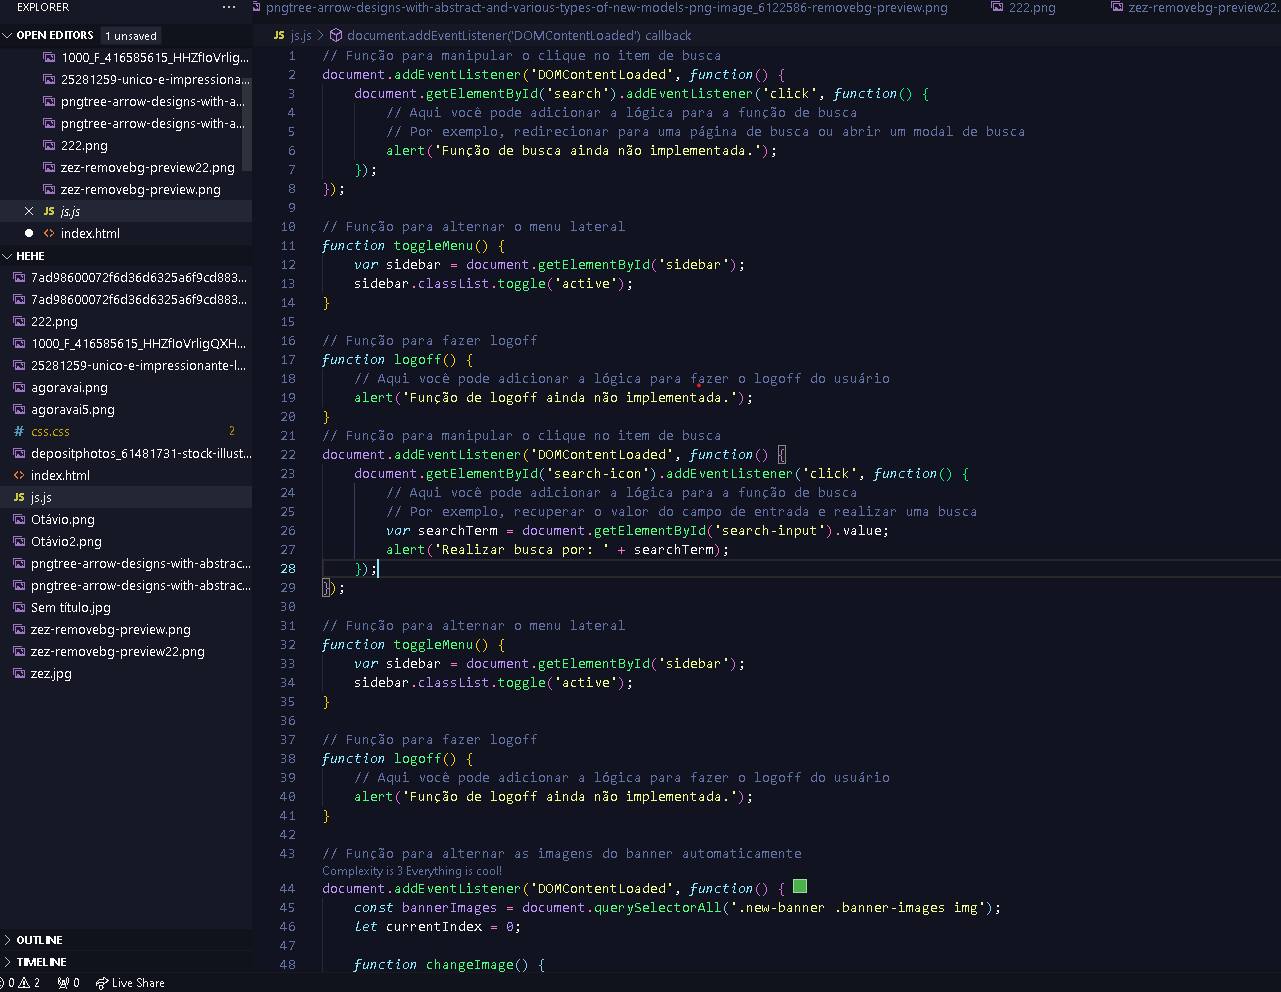 EXPLORER
···
OPEN EDITORS
1 unsaved
1000_F_416585615_HHZfIoVrlig...
25281259-unico-e-impressiona...
pngtree-arrow-designs-with-a...
pngtree-arrow-designs-with-a...
222.png
zez-removebg-preview22.png
zez-removebg-preview.png
JS js.js
<> index.html
HEHE
7ad98600072f6d36d6325a6f9cd883...
7ad98600072f6d36d6325a6f9cd883...
222.png
1000_F_416585615_HHZfIoVrligQXH...
25281259-unico-e-impressionante-l...
agoravai.png
agoravai5.png
# css.css 2
depositphotos_61481731-stock-illust...
<> index.html
JS js.js
Otávio.png
Otávio2.png
pngtree-arrow-designs-with-abstrac...
pngtree-arrow-designs-with-abstrac...
Sem título.jpg
zez-removebg-preview.png
zez-removebg-preview22.png
zez.jpg
OUTLINE
TIMELINE
0 2 0 Live Share
pngtree-arrow-designs-with-abstract-and-various-types-of-new-models-png-image_6122586-removebg-preview.png 222.png zez-removebg-preview22.
JS js.js > document.addEventListener('DOMContentLoaded') callback
1 // Função para manipular o clique no item de busca
2 document.addEventListener('DOMContentLoaded', function() {
3 document.getElementById('search').addEventListener('click', function() {
4 // Aqui você pode adicionar a lógica para a função de busca
5 // Por exemplo, redirecionar para uma página de busca ou abrir um modal de busca
6 alert('Função de busca ainda não implementada.');
7 });
8 });
9
10 // Função para alternar o menu lateral
11 function toggleMenu() {
12 var sidebar = document.getElementById('sidebar');
13 sidebar.classList.toggle('active');
14 }
15
16 // Função para fazer logoff
17 function logoff() {
18 // Aqui você pode adicionar a lógica para fazer o logoff do usuário
19 alert('Função de logoff ainda não implementada.');
20 }
21 // Função para manipular o clique no item de busca
22 document.addEventListener('DOMContentLoaded', function() {
23 document.getElementById('search-icon').addEventListener('click', function() {
24 // Aqui você pode adicionar a lógica para a função de busca
25 // Por exemplo, recuperar o valor do campo de entrada e realizar uma busca
26 var searchTerm = document.getElementById('search-input').value;
27 alert('Realizar busca por: ' + searchTerm);
28 });
29 });
30
31 // Função para alternar o menu lateral
32 function toggleMenu() {
33 var sidebar = document.getElementById('sidebar');
34 sidebar.classList.toggle('active');
35 }
36
37 // Função para fazer logoff
38 function logoff() {
39 // Aqui você pode adicionar a lógica para fazer o logoff do usuário
40 alert('Função de logoff ainda não implementada.');
41 }
42
43 // Função para alternar as imagens do banner automaticamente
Complexity is 3 Everything is cool!
44 document.addEventListener('DOMContentLoaded', function() {
45 const bannerImages = document.querySelectorAll('.new-banner .banner-images img');
46 let currentIndex = 0;
47
48 function changeImage() {